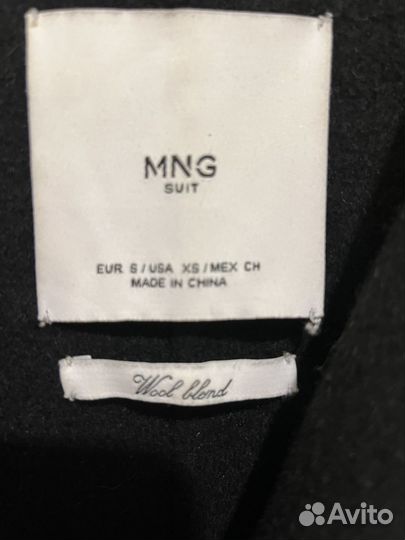 MNG
SUIT
EUR S / USA XS / MEX CH
MADE IN CHINA
Wool blend
Avito